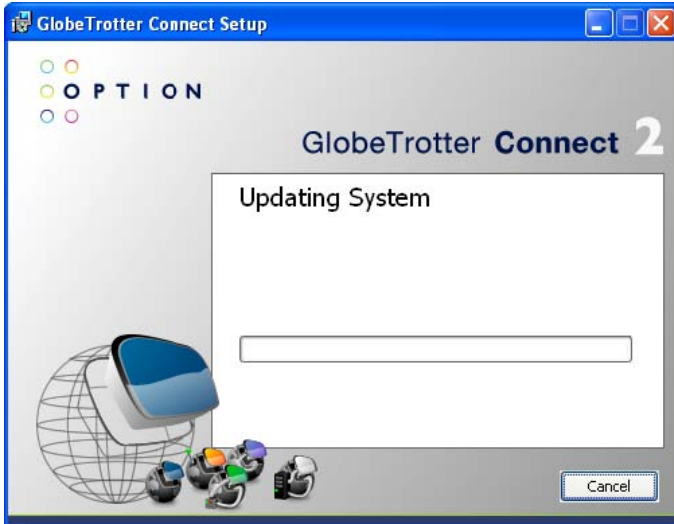 GlobeTrotter Connect Setup
OPTION
GlobeTrotter Connect 2
Updating System
Cancel